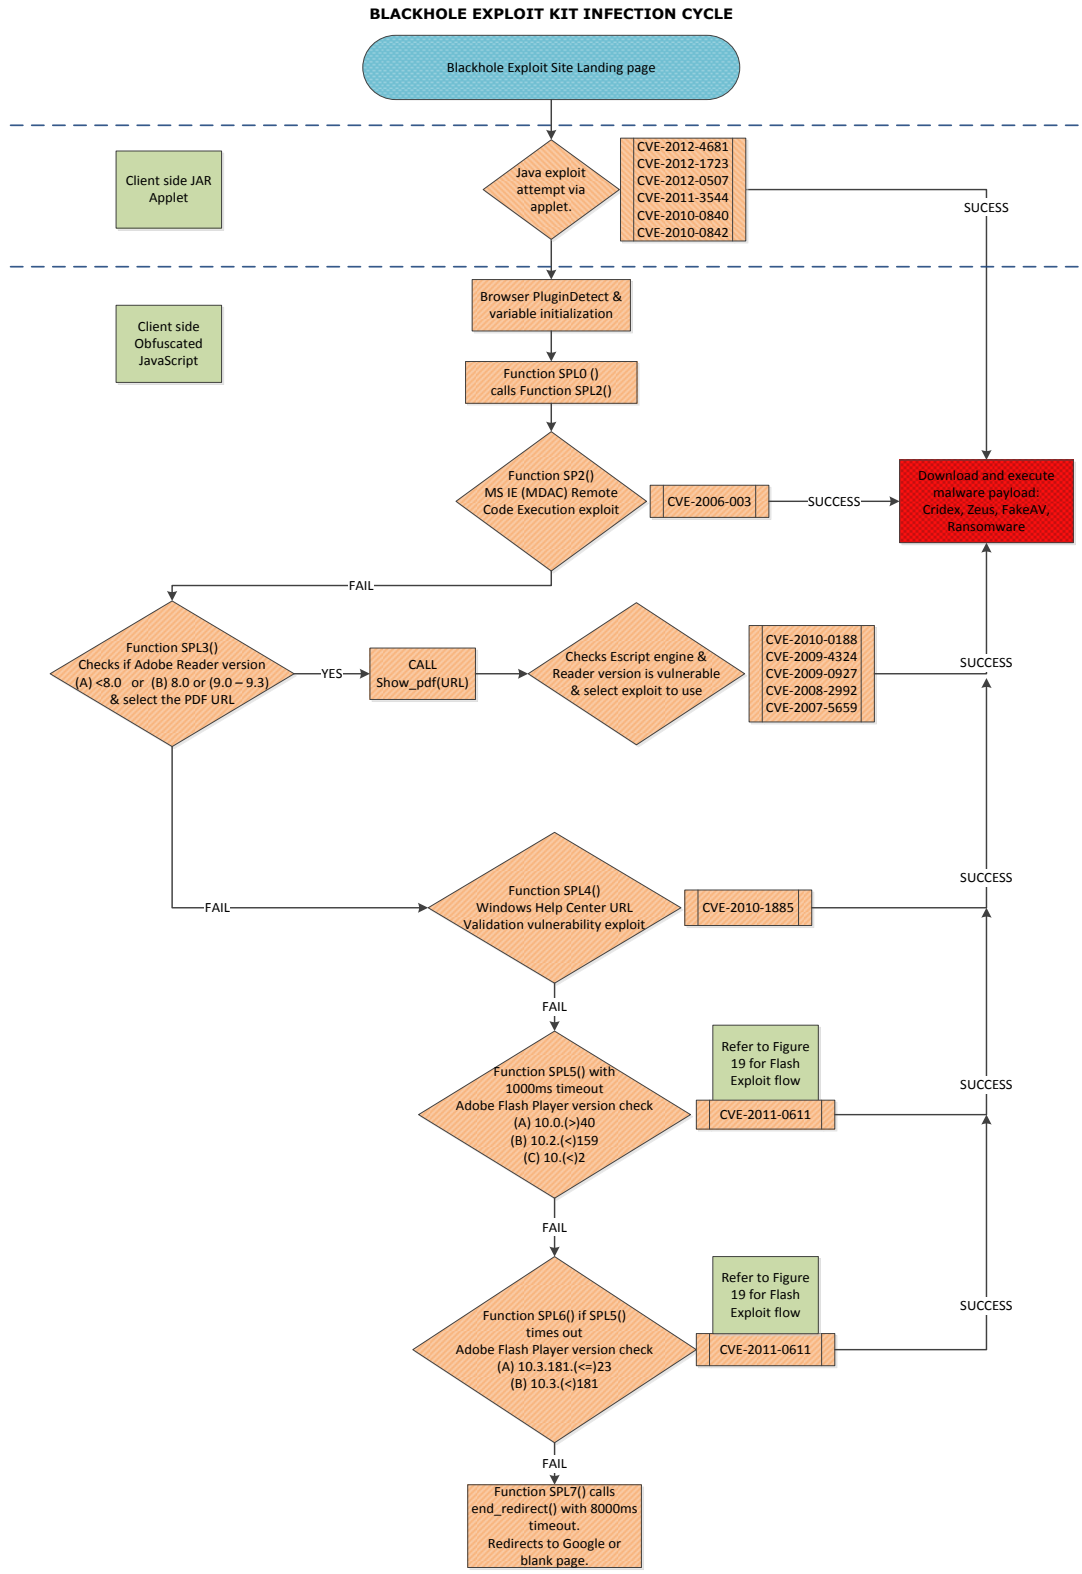 BLACKHOLE EXPLOIT KIT INFECTION CYCLE
Blackhole Exploit Site Landing page
Client side JAR
Applet
Java exploit
attempt via
applet.
CVE-2012-4681
CVE-2012-1723
CVE-2012-0507
CVE-2011-3544
CVE-2010-0840
CVE-2010-0842
SUCESS
Client side
Obfuscated
JavaScript
Browser PluginDetect &
variable initialization
Function SPL0 ()
calls Function SPL2()
Function SP2()
MS IE (MDAC) Remote
Code Execution exploit
CVE-2006-003
SUCCESS
Download and execute
malware payload:
Cridex, Zeus, FakeAV,
Ransomware
FAIL
Function SPL3()
Checks if Adobe Reader version
(A) <8.0 or (B) 8.0 or (9.0 – 9.3)
& select the PDF URL
YES
CALL
Show_pdf(URL)
Checks Escript engine &
Reader version is vulnerable
& select exploit to use
CVE-2010-0188
CVE-2009-4324
CVE-2009-0927
CVE-2008-2992
CVE-2007-5659
SUCCESS
FAIL
Function SPL4()
Windows Help Center URL
Validation vulnerability exploit
CVE-2010-1885
SUCCESS
FAIL
Function SPL5() with
1000ms timeout
Adobe Flash Player version check
(A) 10.0.(>)40
(B) 10.2.(<)159
(C) 10.(<)2
Refer to Figure
19 for Flash
Exploit flow
CVE-2011-0611
SUCCESS
FAIL
Function SPL6() if SPL5()
times out
Adobe Flash Player version check
(A) 10.3.181.(<=)23
(B) 10.3.(<)181
Refer to Figure
19 for Flash
Exploit flow
CVE-2011-0611
SUCCESS
FAIL
Function SPL7() calls
end_redirect() with 8000ms
timeout.
Redirects to Google or
blank page.